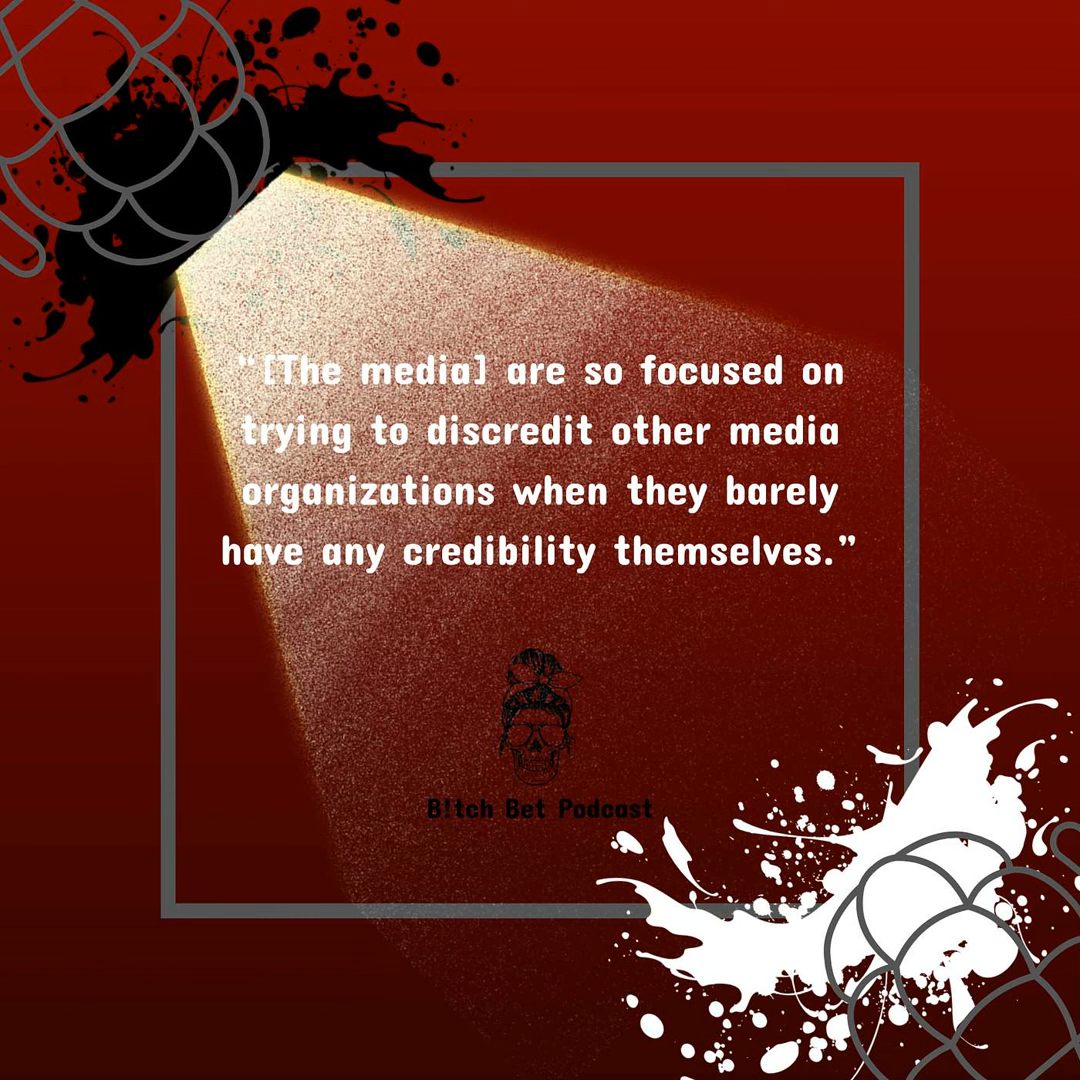 "[The media] are so focused on
trying to discredit other media
organizations when they barely
have any credibility themselves.”
B!tch Bet Podcast